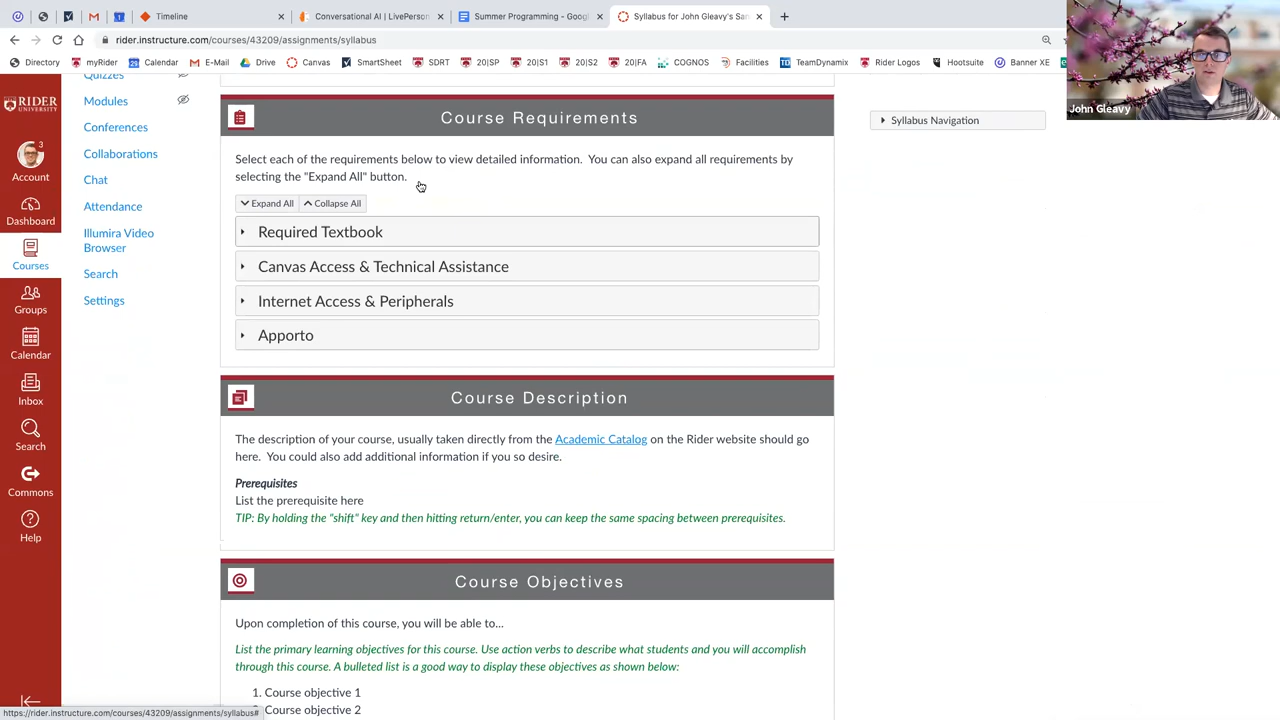 Timeline
Conversational AI | LivePerson
Summer Programming - Googl
Syllabus for John Gleavy's San
rider.instructure.com/courses/43209/assignments/syllabus
Directory
myRider
Calendar
E-Mail
Drive
Canvas
SmartSheet
SDRT
20|SP
20|S1
20|S2
20|FA
COGNOS
Facilities
TeamDynamix
Rider Logos
Hootsuite
Banner XE
John Gleavy
RIDER
UNIVERSITY
3
Account
Dashboard
Courses
Groups
Calendar
Inbox
Search
Commons
Help
Quizzes
Modules
Conferences
Collaborations
Chat
Attendance
Illumira Video
Browser
Search
Settings
Course Requirements
Select each of the requirements below to view detailed information. You can also expand all requirements by
selecting the "Expand All" button.
Expand All
Collapse All
Required Textbook
Canvas Access & Technical Assistance
Internet Access & Peripherals
Apporto
Course Description
The description of your course, usually taken directly from the Academic Catalog on the Rider website should go
here. You could also add additional information if you so desire.
Prerequisites
List the prerequisite here
TIP: By holding the "shift" key and then hitting return/enter, you can keep the same spacing between prerequisites.
Course Objectives
Upon completion of this course, you will be able to...
List the primary learning objectives for this course. Use action verbs to describe what students and you will accomplish
through this course. A bulleted list is a good way to display these objectives as shown below:
1. Course objective 1
Course objective 2
Syllabus Navigation
https://rider.instructure.com/courses/43209/assignments/syllabus#